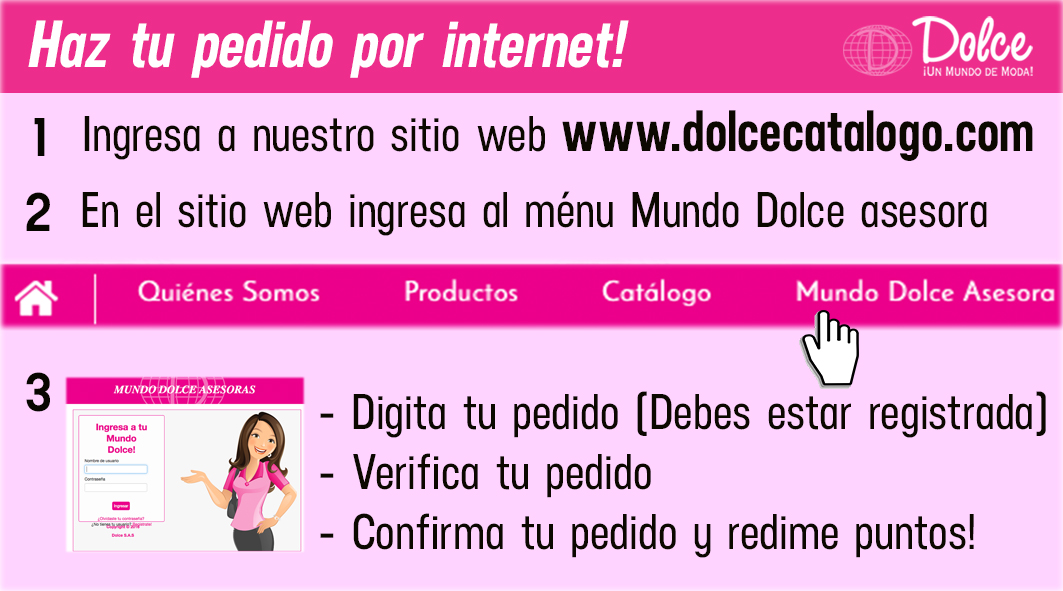 Haz tu pedido por internet!
Dolce
¡UN MUNDO DE MODA!
1 Ingresa a nuestro sitio web www.dolcecatalogo.com
2 En el sitio web ingresa al ménu Mundo Dolce asesora
Quiénes Somos Productos Catálogo Mundo Dolce Asesora
3
MUNDO DOLCE ASESORAS
Ingresa a tu
Mundo
Dolce!
Nombre de usuario
Contraseña
Ingresar
¿Olvidaste tu contraseña?
¿No tienes tu usuario? Regístrate!
Dolce S.A.S
- Digita tu pedido (Debes estar registrada)
- Verifica tu pedido
- Confirma tu pedido y redime puntos!